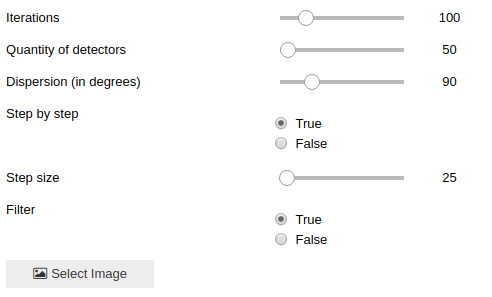 Iterations 100
Quantity of detectors 50
Dispersion (in degrees) 90
Step by step
True
False
Step size 25
Filter
True
False
Select Image